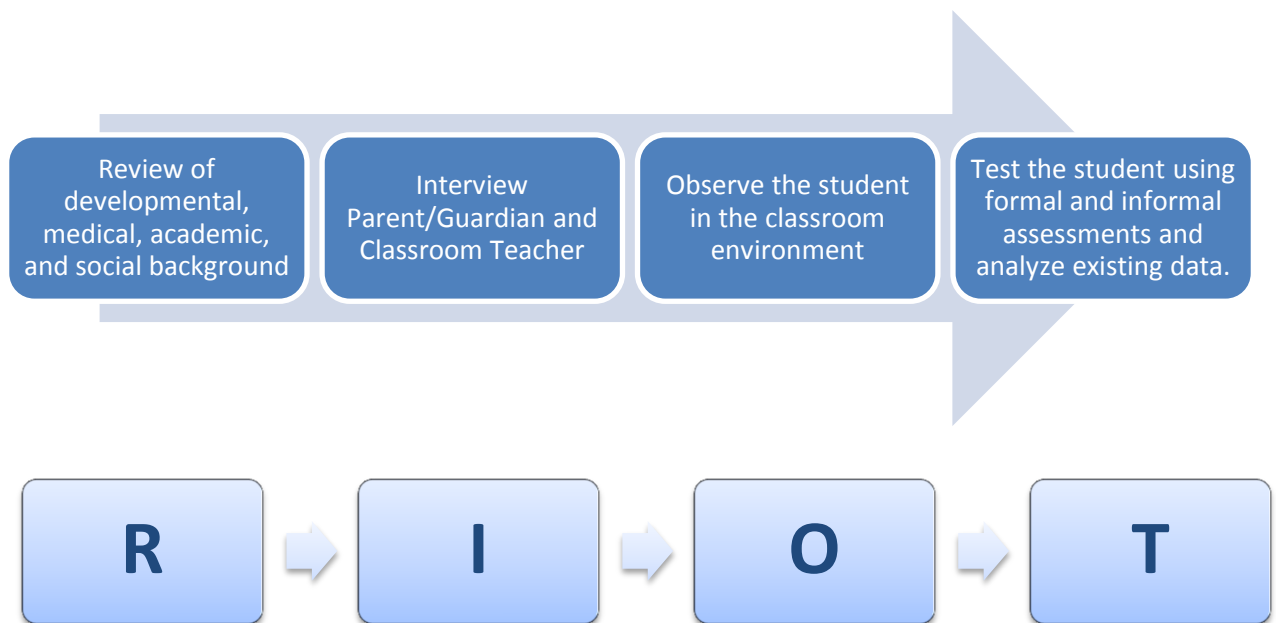 Review of
developmental,
medical, academic,
and social background
Interview
Parent/Guardian and
Classroom Teacher
Observe the student
in the classroom
environment
Test the student using
formal and informal
assessments and
analyze existing data.
R
I
O
T